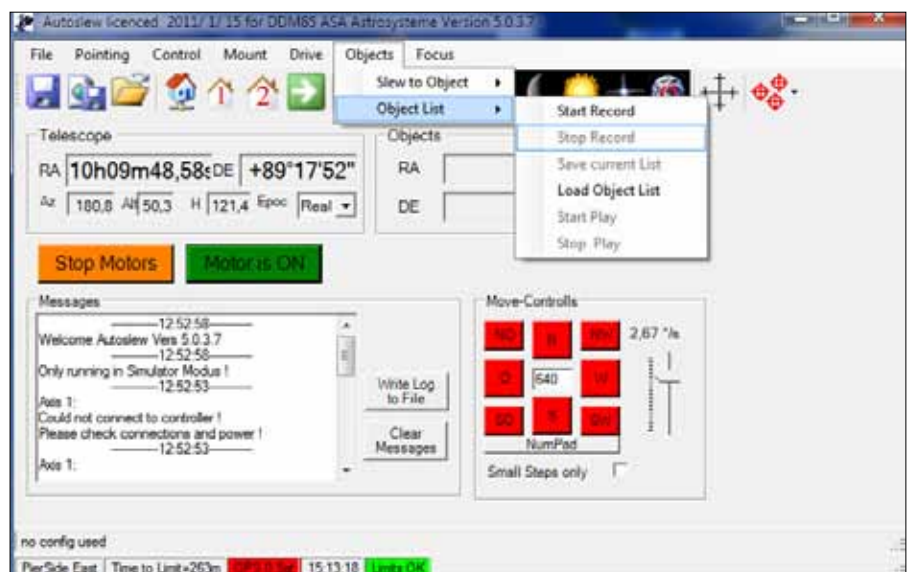 Autoslew licenced 2011/ 1/ 15 for DDM85 ASA Astrosysteme Version 5.0.3.7
File Pointing Control Mount Drive Objects Focus
Slew to Object
Object List
Start Record
Stop Record
Save current List
Load Object List
Start Play
Stop Play
1 2
Telescope
RA 10h09m48,58s DE +89°17'52"
Az 180,8 Alt 50,3 H 121,4 Epoc Real
Objects
RA
DE
Stop Motors Motor is ON
Messages
12:52:58
Welcome Autoslew Vers 5.0.3.7
12:52:58
Only running in Simulator Modus !
12:52:53
Axis 1:
Could not connect to controller !
Please check connections and power !
12:52:53
Axis 1:
Write Log
to File
Clear
Messages
Move-Controlls
NO N NW 2,67 °/s
O 640 W
SO S SW
NumPad
Small Steps only
no config used
PierSide East Time to Limit=263m GPS 0 Sat 15:13:18 Limits OK